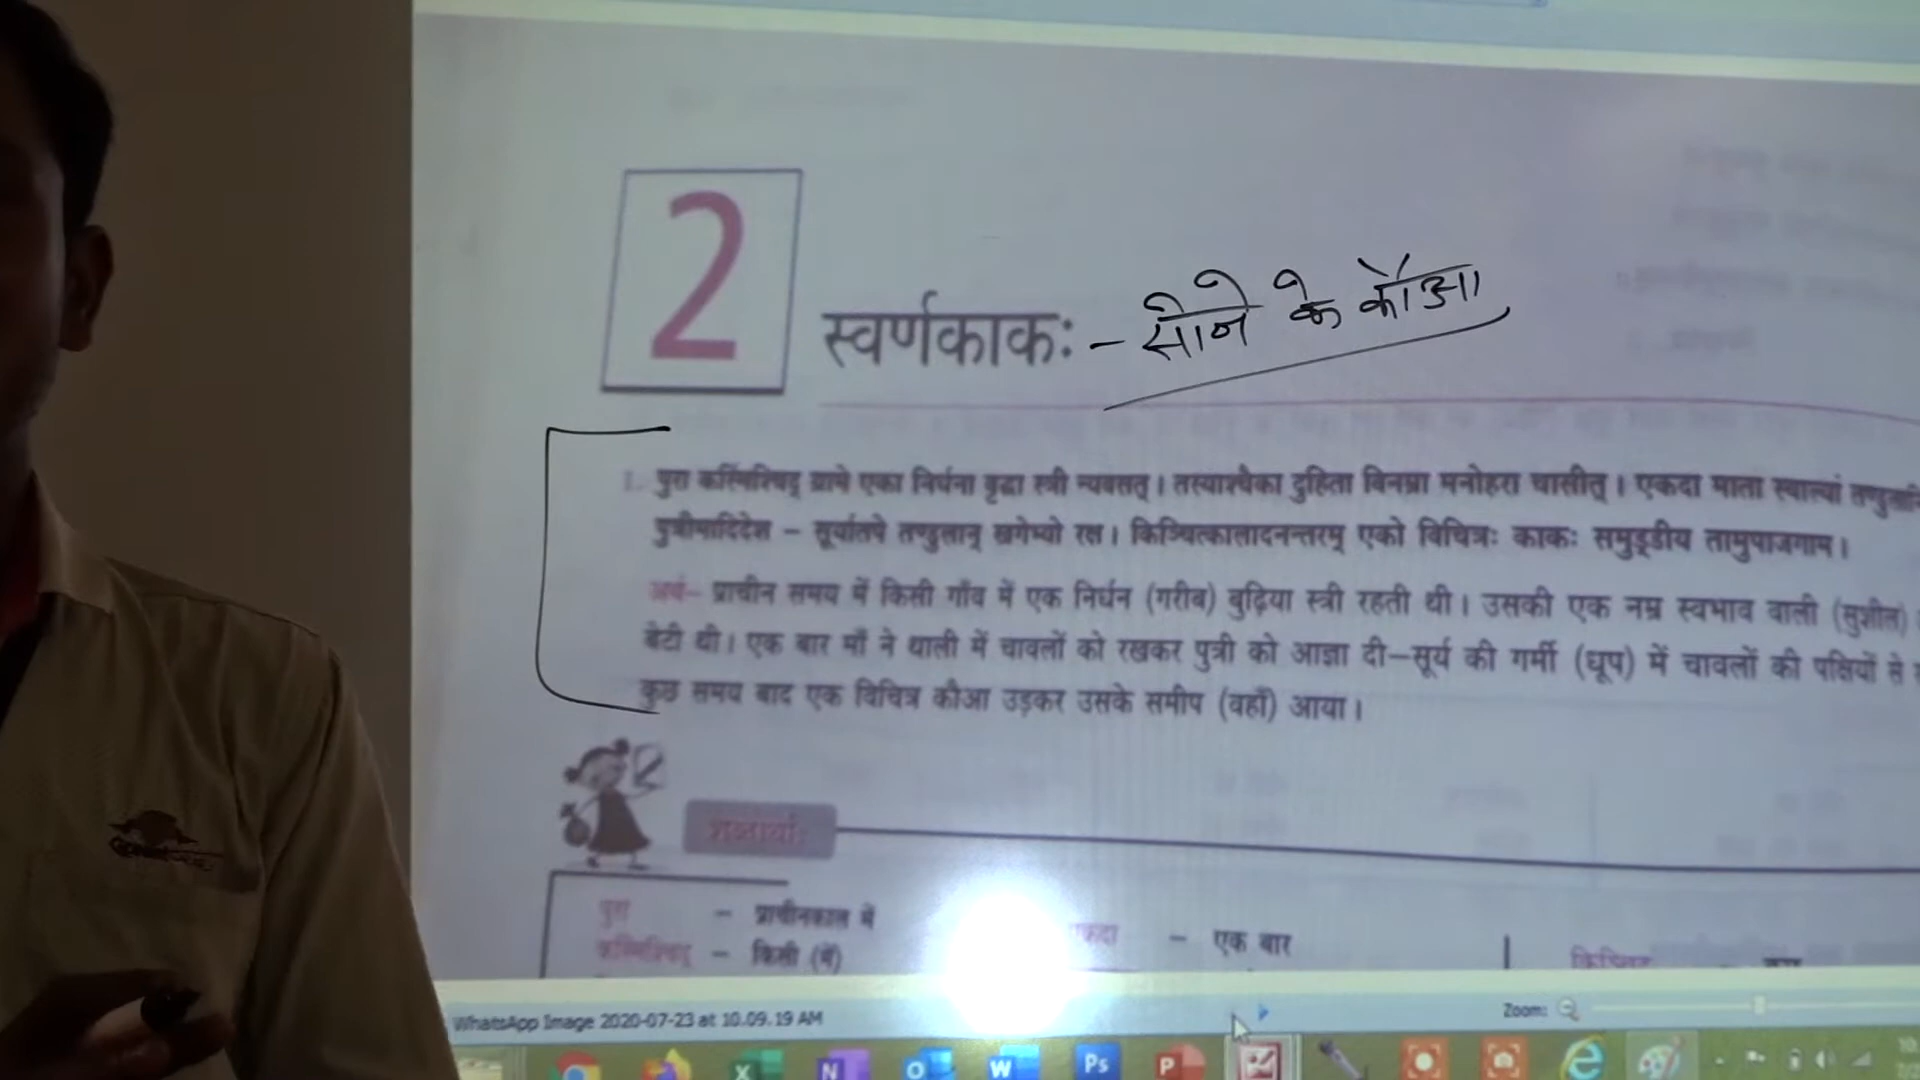 2
स्वर्णकाकः - सोने के कौआ
1. पुरा कस्मिंश्चिद् ग्रामे एका निर्धना वृद्धा स्त्री न्यवसत्। तस्याश्चैका दुहिता विनम्रा मनोहरा चासीत्। एकदा माता स्थाल्यां
पुत्रीमादिदेश – सूर्यातपे तण्डुलान् खगेभ्यो रक्ष। किञ्चित्कालादनन्तरम् एको विचित्रः काकः समुड्डीय तामुपाजगाम।
अर्थ– प्राचीन समय में किसी गाँव में एक निर्धन (गरीब) बुढ़िया स्त्री रहती थी। उसकी एक नम्र स्वभाव वाली (सुशील)
बेटी थी। एक बार माँ ने थाली में चावलों को रखकर पुत्री को आज्ञा दी–सूर्य की गर्मी (धूप) में चावलों की पक्षियों से
कुछ समय बाद एक विचित्र कौआ उड़कर उसके समीप (वहाँ) आया।
शब्दार्थाः
पुरा – प्राचीनकाल में एकदा – एक बार
कस्मिंश्चिद् – किसी (में)
WhatsApp Image 2020-07-23 at 10.09.19 AM
Zoom: